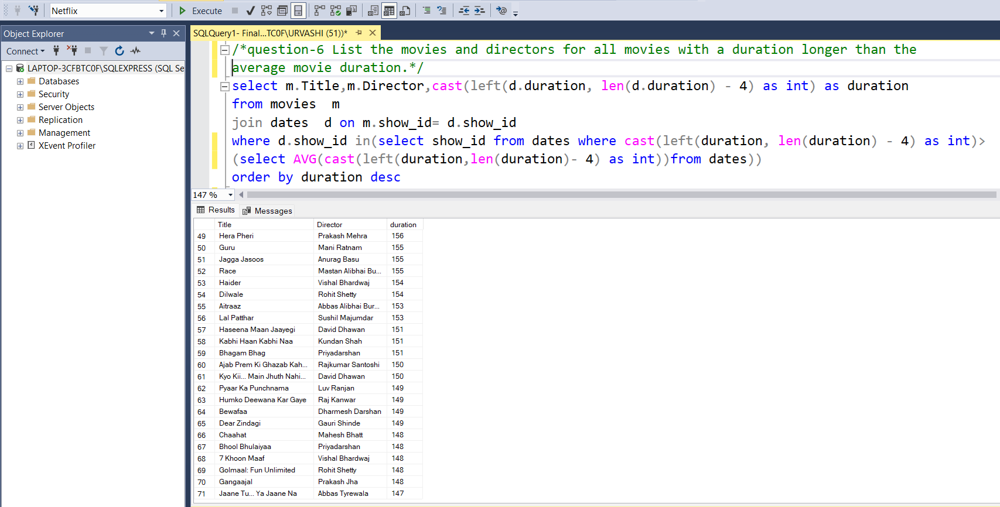 Netflix Execute
Object Explorer
Connect
LAPTOP-3CFBTC0F\SQLEXPRESS (SQL Se
Databases
Security
Server Objects
Replication
Management
XEvent Profiler
SQLQuery1- Final...TC0F\URVASHI (51))*
/*question-6 List the movies and directors for all movies with a duration longer than the
average movie duration.*/
select m.Title,m.Director,cast(left(d.duration, len(d.duration) - 4) as int) as duration
from movies  m
join dates  d on m.show_id= d.show_id
where d.show_id in(select show_id from dates where cast(left(duration, len(duration) - 4) as int)>
(select AVG(cast(left(duration,len(duration)- 4) as int))from dates))
order by duration desc
147 %
Results Messages
Title Director duration
49 Hera Pheri Prakash Mehra 156
50 Guru Mani Ratnam 155
51 Jagga Jasoos Anurag Basu 155
52 Race Mastan Alibhai Bu... 155
53 Haider Vishal Bhardwaj 154
54 Dilwale Rohit Shetty 154
55 Aitraaz Abbas Alibhai Bur... 153
56 Lal Patthar Sushil Majumdar 153
57 Haseena Maan Jaayegi David Dhawan 151
58 Kabhi Haan Kabhi Naa Kundan Shah 151
59 Bhagam Bhag Priyadarshan 151
60 Ajab Prem Ki Ghazab Kah... Rajkumar Santoshi 150
61 Kyo Kii... Main Jhuth Nahi... David Dhawan 150
62 Pyaar Ka Punchnama Luv Ranjan 149
63 Humko Deewana Kar Gaye Raj Kanwar 149
64 Bewafaa Dharmesh Darshan 149
65 Dear Zindagi Gauri Shinde 149
66 Chaahat Mahesh Bhatt 148
67 Bhool Bhulaiyaa Priyadarshan 148
68 7 Khoon Maaf Vishal Bhardwaj 148
69 Golmaal: Fun Unlimited Rohit Shetty 148
70 Gangaajal Prakash Jha 148
71 Jaane Tu... Ya Jaane Na Abbas Tyrewala 147